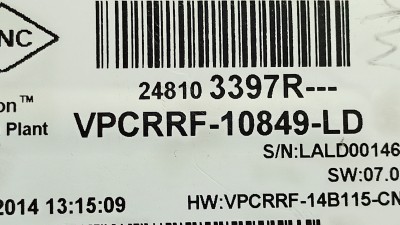 NC
24810 3397R---
on™
Plant
VPCRRF-10849-LD
S/N:LALD00146
SW:07.0
2014 13:15:09
HW:VPCRRF-14B115-CN